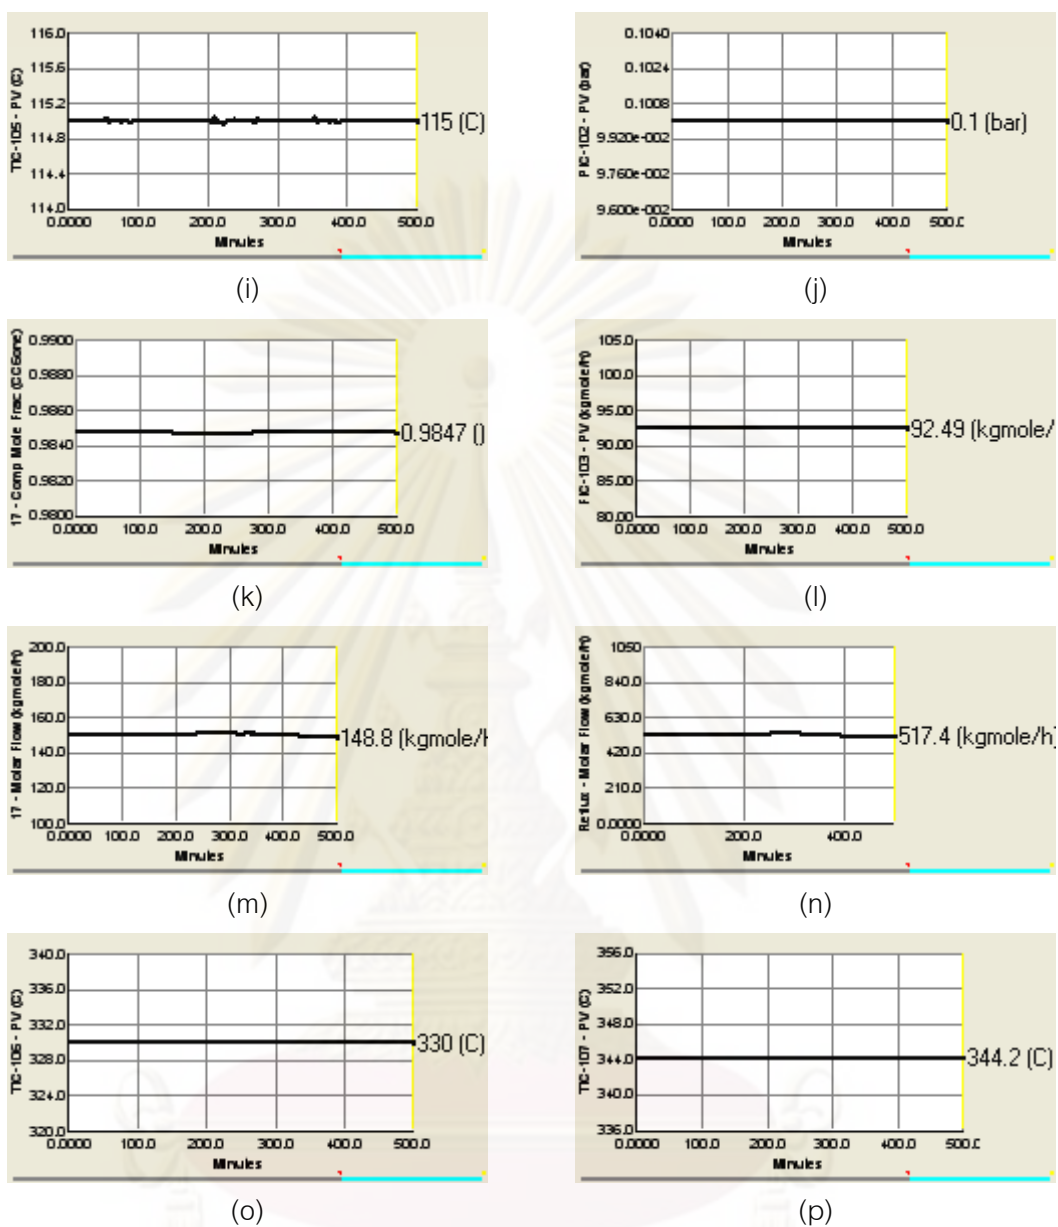 TIC-105 - PV (C)
116.0
115.6
115.2
114.8
114.4
114.0
0.0000 100.0 200.0 300.0 400.0 500.0
Minutes
115 (C)
(i)
PIC-102 - PV (bar)
0.1040
0.1024
0.1008
9.920e-002
9.760e-002
9.600e-002
0.0000 100.0 200.0 300.0 400.0 500.0
Minutes
0.1 (bar)
(j)
17 - Comp Mole Frac (CC6one)
0.9900
0.9880
0.9860
0.9840
0.9820
0.9800
0.0000 100.0 200.0 300.0 400.0 500.0
Minutes
0.9847 ()
(k)
FIC-103 - PV (kgmole/h)
105.0
100.0
95.00
90.00
85.00
80.00
0.0000 100.0 200.0 300.0 400.0 500.0
Minutes
92.49 (kgmole/
(l)
17 - Molar Flow (kgmole/h)
200.0
180.0
160.0
140.0
120.0
100.0
0.0000 100.0 200.0 300.0 400.0 500.0
Minutes
148.8 (kgmole/h
(m)
Reflux - Molar Flow (kgmole/h)
1050
840.0
630.0
420.0
210.0
0.0000
0.0000 200.0 400.0
Minutes
517.4 (kgmole/h)
(n)
TIC-106 - PV (C)
340.0
336.0
332.0
328.0
324.0
320.0
0.0000 100.0 200.0 300.0 400.0 500.0
Minutes
330 (C)
(o)
TIC-107 - PV (C)
356.0
352.0
348.0
344.0
340.0
336.0
0.0000 100.0 200.0 300.0 400.0 500.0
Minutes
344.2 (C)
(p)